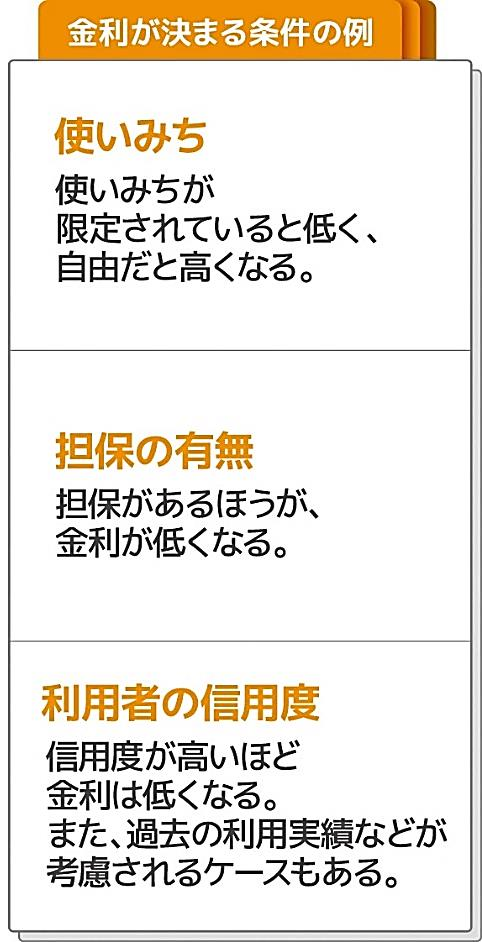 金利が決まる条件の例
使いみち
使いみちが
限定されていると低く、
自由だと高くなる。
担保の有無
担保があるほうが、
金利が低くなる。
利用者の信用度
信用度が高いほど
金利は低くなる。
また、過去の利用実績などが
考慮されるケースもある。